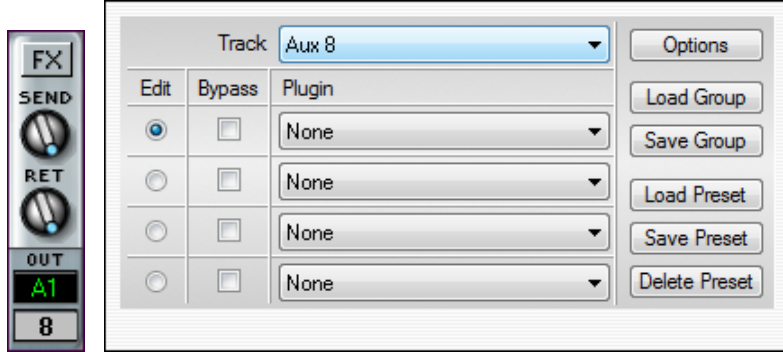 FX
SEND
RET
OUT
A1
8
Track Aux 8 Options
Edit Bypass Plugin Load Group
None Save Group
None Load Preset
None Save Preset
None Delete Preset